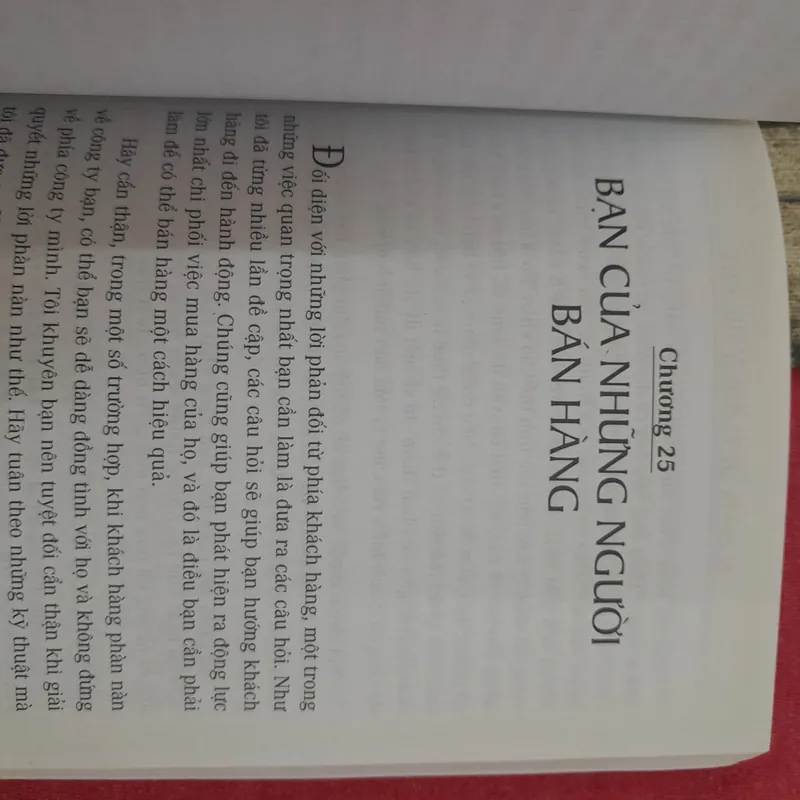 Chương 25
BẠN CỦA NHỮNG NGƯỜI
BÁN HÀNG
Đối diện với những lời phản đối từ phía khách hàng, một trong
những việc quan trọng nhất bạn cần làm là đưa ra các câu hỏi. Như
tôi đã từng nhiều lần đề cập, các câu hỏi sẽ giúp bạn hướng khách
hàng đi đến hành động. Chúng cũng giúp bạn phát hiện ra động lực
lớn nhất chi phối việc mua hàng của họ, và đó là điều bạn cần phải
làm để có thể bán hàng một cách hiệu quả.
Hãy cẩn thận, trong một số trường hợp, khi khách hàng phàn nàn
về công ty bạn, có thể bạn sẽ dễ dàng đồng tình với họ và không đứng
về phía công ty mình. Tôi khuyên bạn nên tuyệt đối cẩn thận khi giải
quyết những lời phàn nàn như thế. Hãy tuân theo những kỹ thuật mà
tôi đã